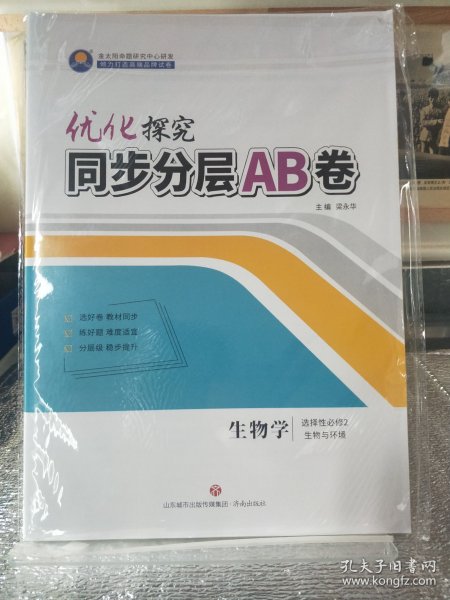 金太阳命题研究中心研发
倾力打造高端品牌试卷
优化探究
同步分层AB卷
主编 梁永华
选好卷 教材同步
练好题 难度适宜
分层级 稳步提升
生物学
选择性必修2
生物与环境
山东城市出版传媒集团·济南出版社
孔夫子旧书网
www.kongfz.com